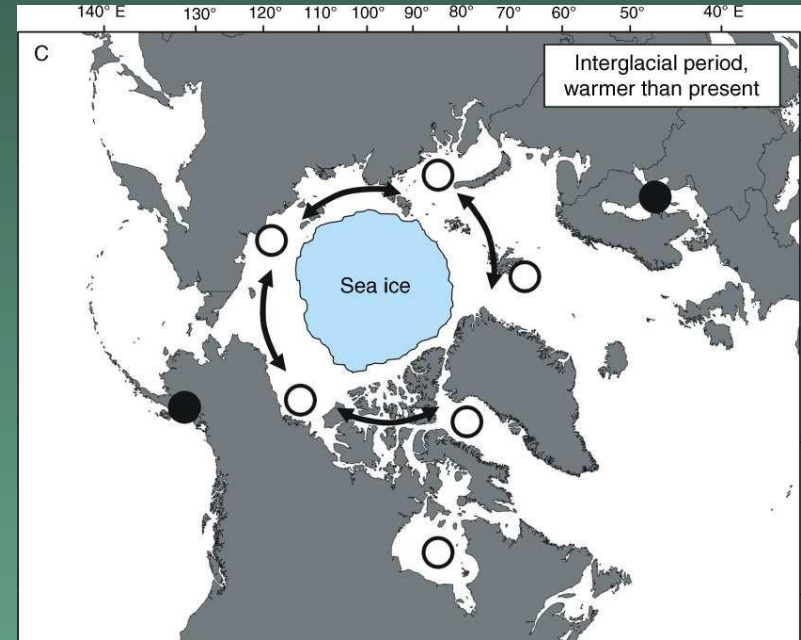 140° E 130° 120° 110° 100° 90° 80° 70° 60° 50° 40° E
C
Interglacial period,
warmer than present
Sea ice